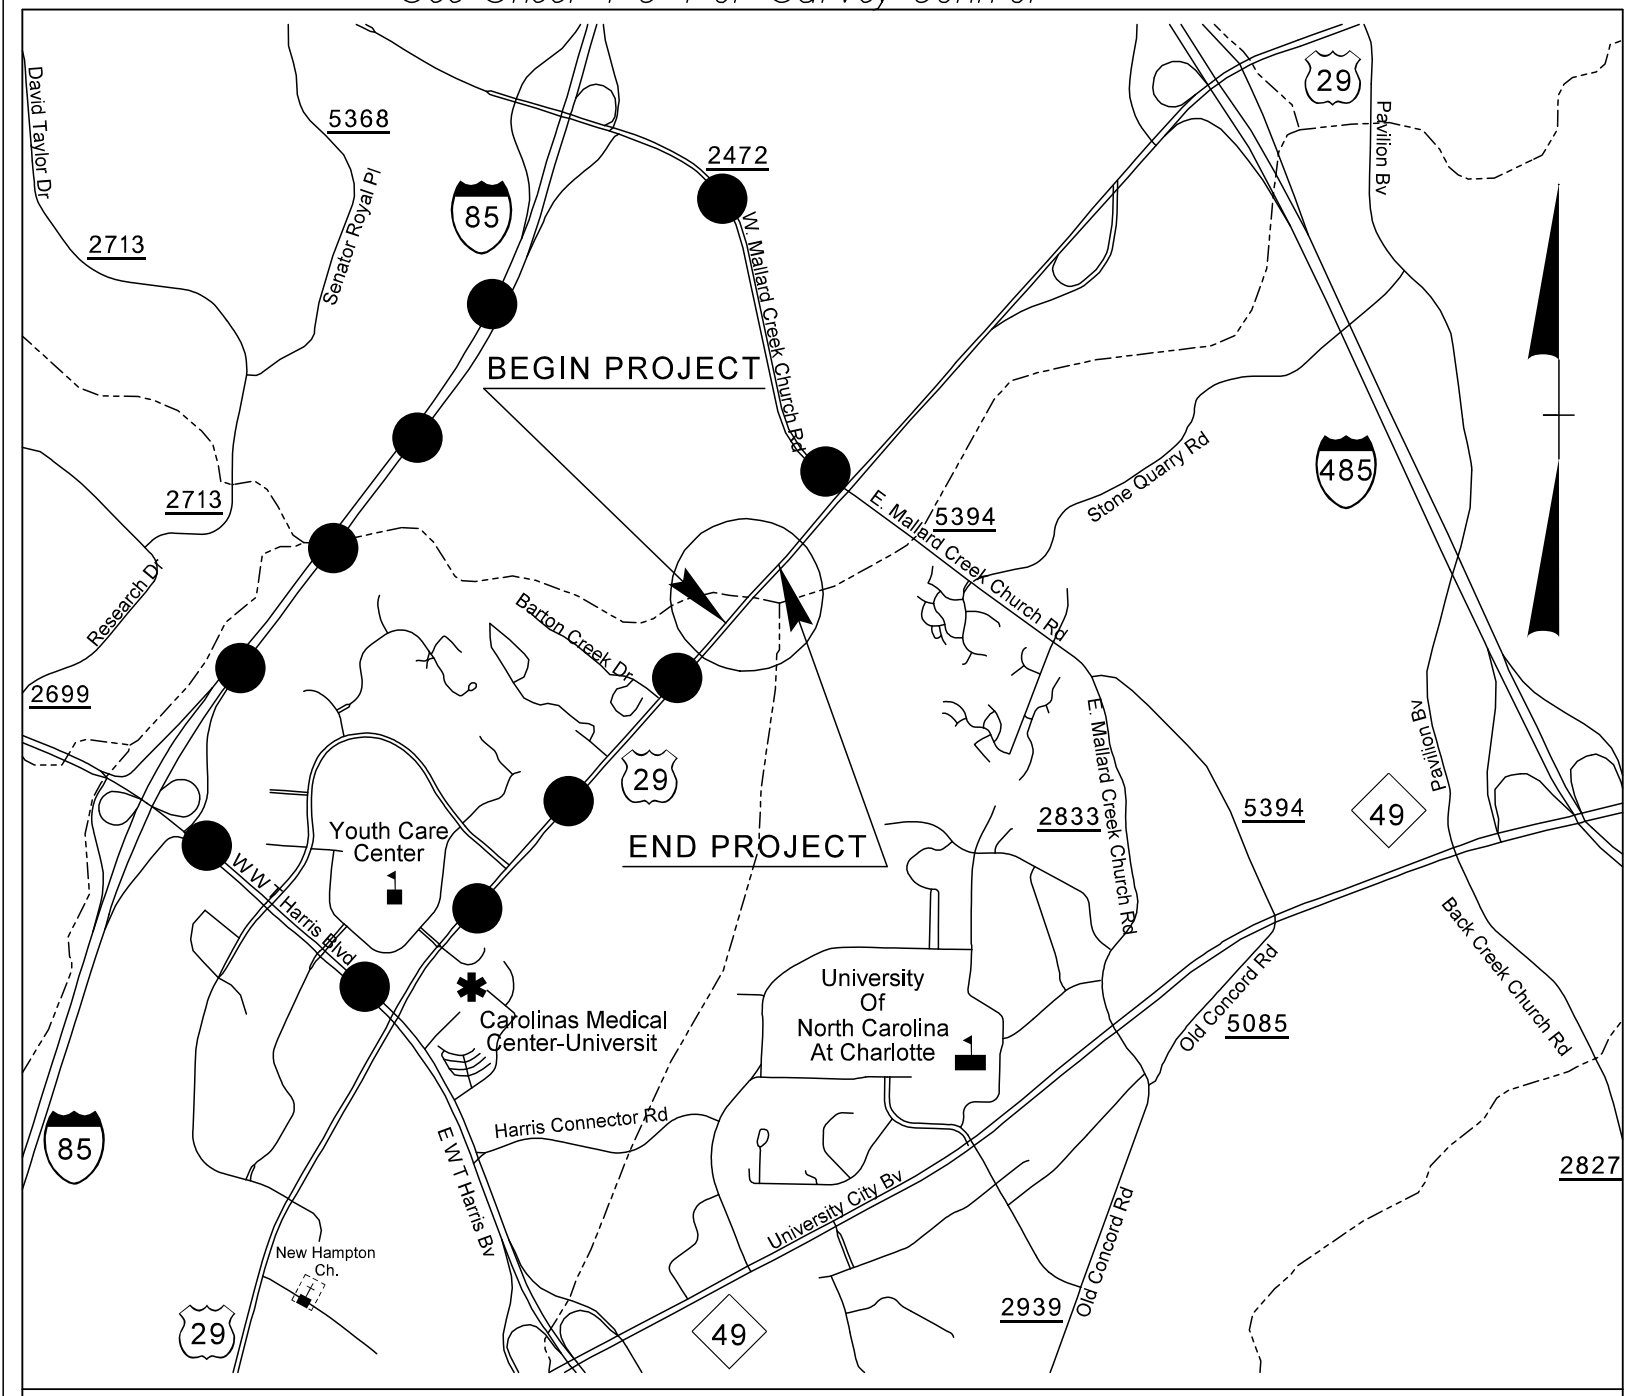 David Taylor Dr
5368
29
Pavilion Bv
2472
Senator Royal Pl
85
2713
W. Mallard Creek Church Rd
BEGIN PROJECT
Stone Quarry Rd
485
2713
E. Mallard Creek Church Rd
5394
Research Dr
Barton Creek Dr
2699
29
E. Mallard Creek Church Rd
Pavilion Bv
2833
5394
49
Youth Care
Center
END PROJECT
W W T Harris Blvd
Back Creek Church Rd
University
Of
North Carolina
At Charlotte
Old Concord Rd
5085
Carolinas Medical
Center-Universit
85
Harris Connector Rd
E W T Harris Bv
University City Bv
2827
New Hampton
Ch.
Old Concord Rd
2939
29
49